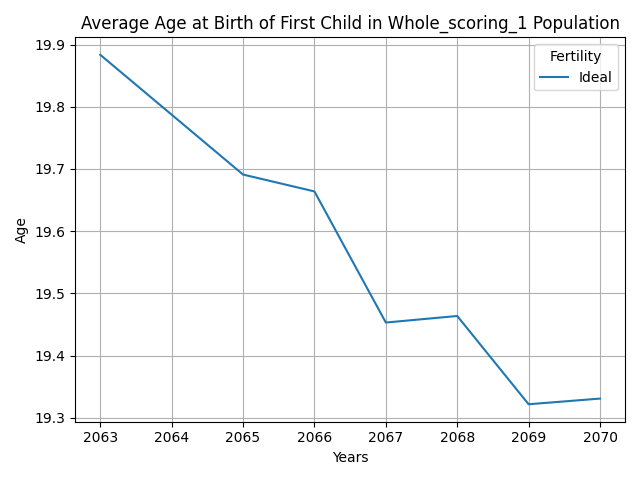 Average Age at Birth of First Child in Whole_scoring_1 Population
Fertility
Ideal
19.9
19.8
19.7
19.6
19.5
19.4
19.3
Age
2063 2064 2065 2066 2067 2068 2069 2070
Years